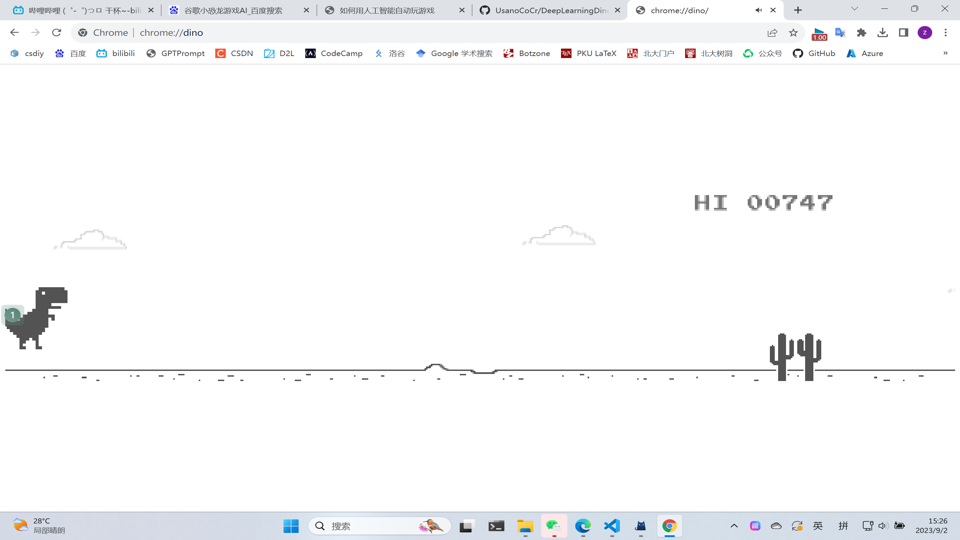 哔哩哔哩 (゜-゜)つロ 干杯~-bili
谷歌小恐龙游戏AI_百度搜索
如何用人工智能自动玩游戏
UsanoCoCr/DeepLearningDin
chrome://dino/
Chrome
chrome://dino
1.00
z
csdiy
百度
bilibili
GPTPrompt
CSDN
D2L
CodeCamp
洛谷
Google 学术搜索
Botzone
PKU LaTeX
北大门户
北大树洞
公众号
GitHub
Azure
»
HI 00747
1
28°C
局部晴朗
搜索
英
拼
15:26
2023/9/2